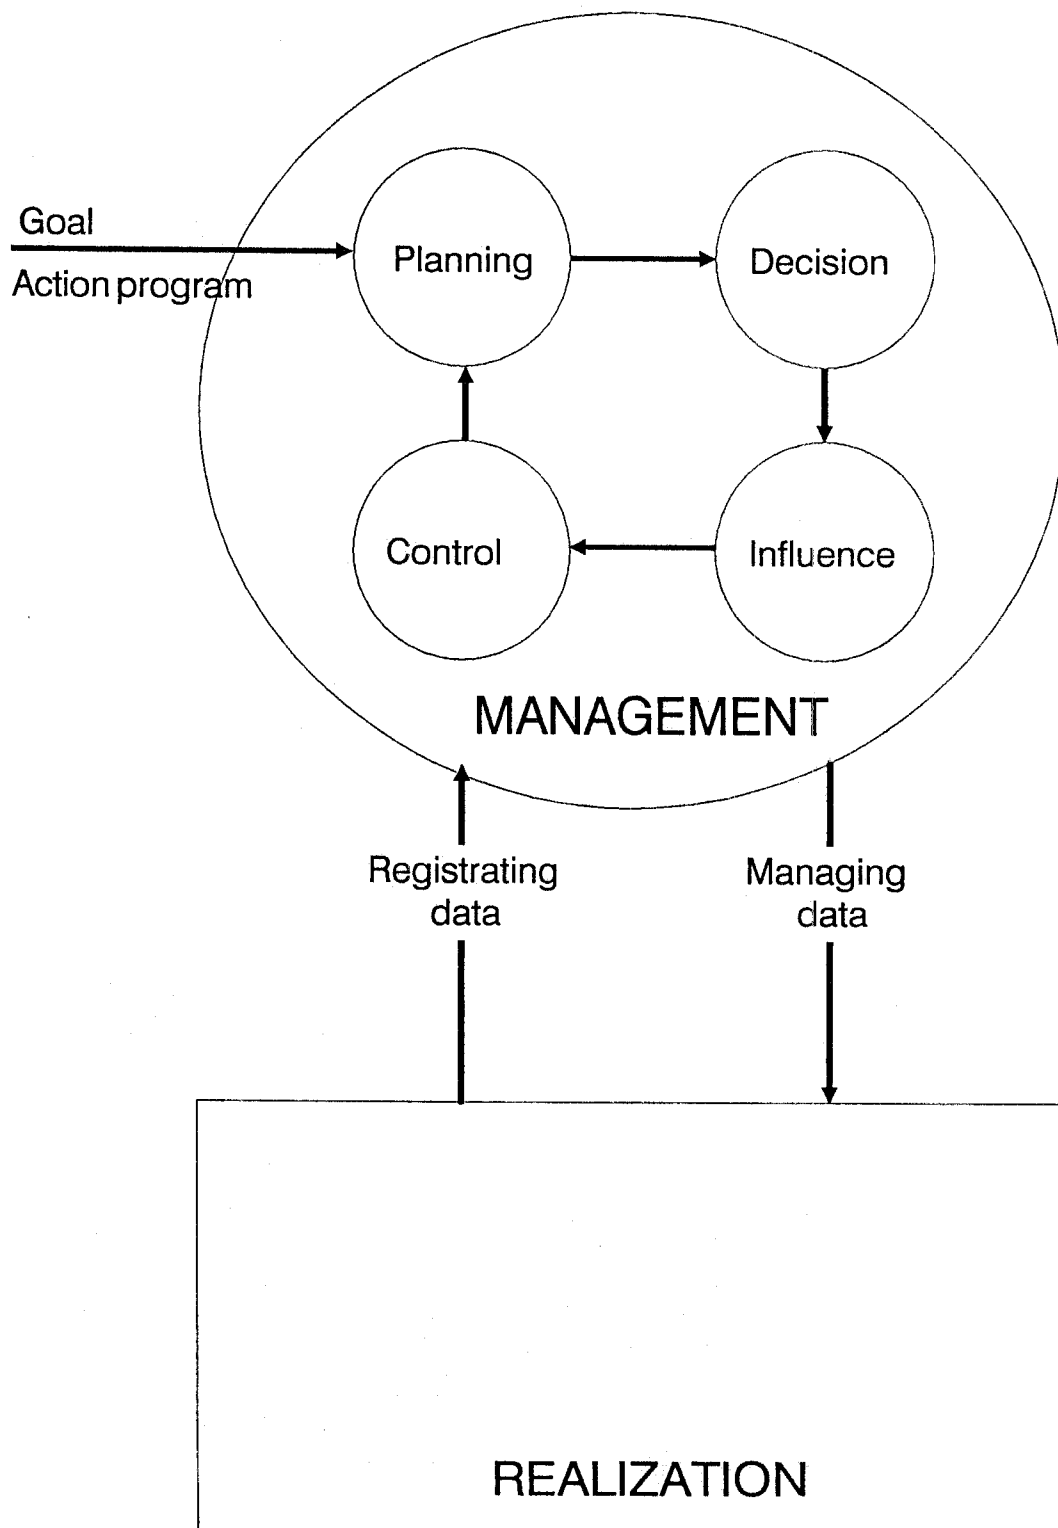 Goal
Action program
Planning
Decision
Control
Influence
MANAGEMENT
Registrating
data
Managing
data
REALIZATION